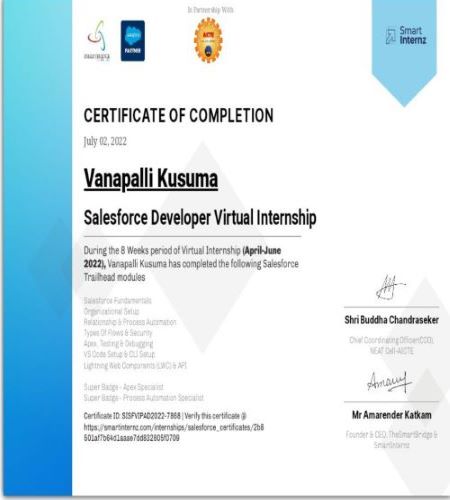 In Partnership With
SMARTBRIDGE
salesforce
PARTNER
AICTE
Smart
Internz
CERTIFICATE OF COMPLETION
July 02, 2022
Vanapalli Kusuma
Salesforce Developer Virtual Internship
During the 8 Weeks period of Virtual Internship (April-June
2022), Vanapalli Kusuma has completed the following Salesforce
Trailhead modules
Salesforce Fundamentals
Organizational Setup
Relationship & Process Automation
Types Of Flows & Security
Apex, Testing & Debugging
VS Code Setup & CLI Setup
Lightning Web Components (LWC) & API
Super Badge - Apex Specialist
Super Badge - Process Automation Specialist
Certificate ID: SISFVIPAD2022-7868 | Verify this certificate @
https://smartinternz.com/internships/salesforce_certificates/2b8
501af7b64d1aaae7dd832805f0709
Shri Buddha Chandraseker
Chief Coordinating Officer(COO),
NEAT Cell-AICTE
Mr Amarender Katkam
Founder & CEO, TheSmartBridge &
SmartInternz